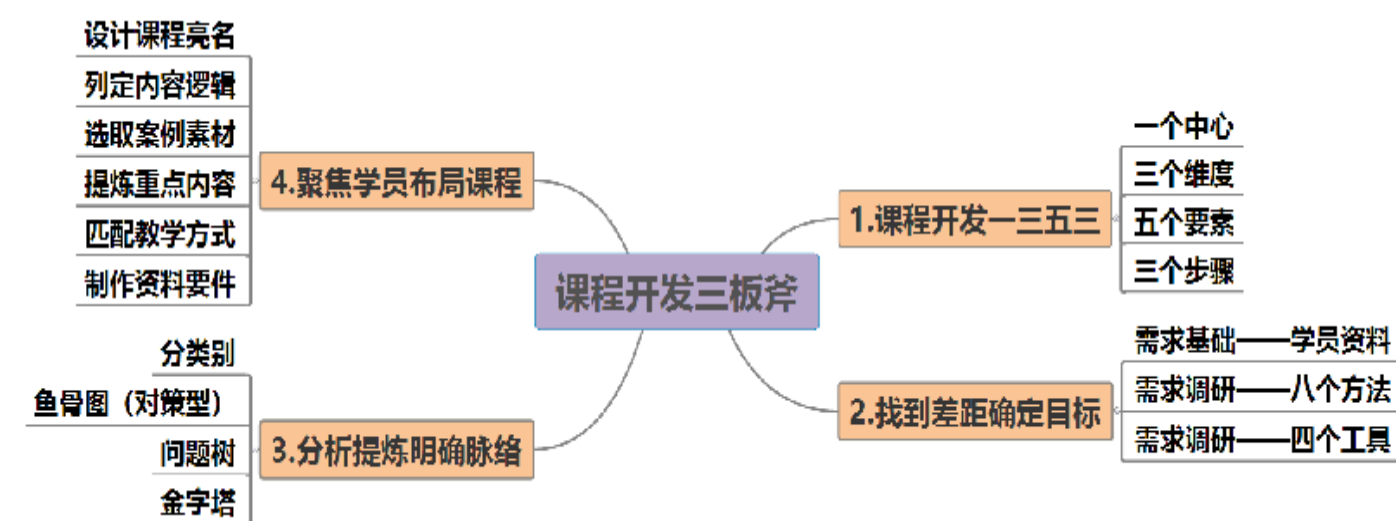 课程开发三板斧
1.课程开发一三五三
一个中心
三个维度
五个要素
三个步骤
2.找到差距确定目标
需求基础——学员资料
需求调研——八个方法
需求调研——四个工具
3.分析提炼明确脉络
分类别
鱼骨图（对策型）
问题树
金字塔
4.聚焦学员布局课程
设计课程亮名
列定内容逻辑
选取案例素材
提炼重点内容
匹配教学方式
制作资料要件